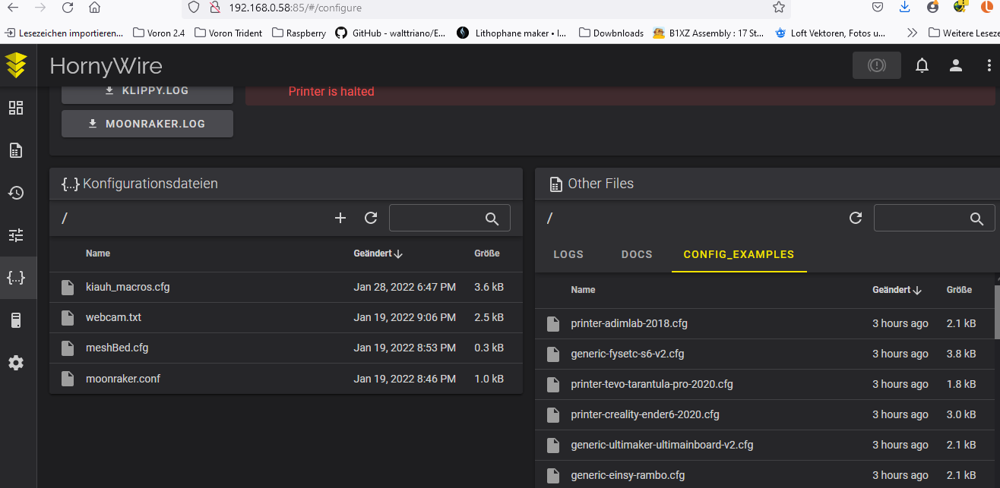 192.168.0.58:85/#/configure
Lesezeichen importieren... Voron 2.4 Voron Trident Raspberry GitHub - walttriano/E... Lithophane maker • l... Dowbnloads B1XZ Assembly : 17 St... Loft Vektoren, Fotos u... Weitere Leseze
HornyWire
KLIPPY.LOG
Printer is halted
MOONRAKER.LOG
{...} Konfigurationsdateien
/
Name Geändert Größe
kiauh_macros.cfg Jan 28, 2022 6:47 PM 3.6 kB
webcam.txt Jan 19, 2022 9:06 PM 2.5 kB
meshBed.cfg Jan 19, 2022 8:53 PM 0.3 kB
moonraker.conf Jan 19, 2022 8:46 PM 1.0 kB
Other Files
/
LOGS DOCS CONFIG_EXAMPLES
Name Geändert Größe
printer-adimlab-2018.cfg 3 hours ago 2.1 kB
generic-fysetc-s6-v2.cfg 3 hours ago 3.8 kB
printer-tevo-tarantula-pro-2020.cfg 3 hours ago 1.8 kB
printer-creality-ender6-2020.cfg 3 hours ago 3.0 kB
generic-ultimaker-ultimainboard-v2.cfg 3 hours ago 2.1 kB
generic-einsy-rambo.cfg 3 hours ago 2.1 kB